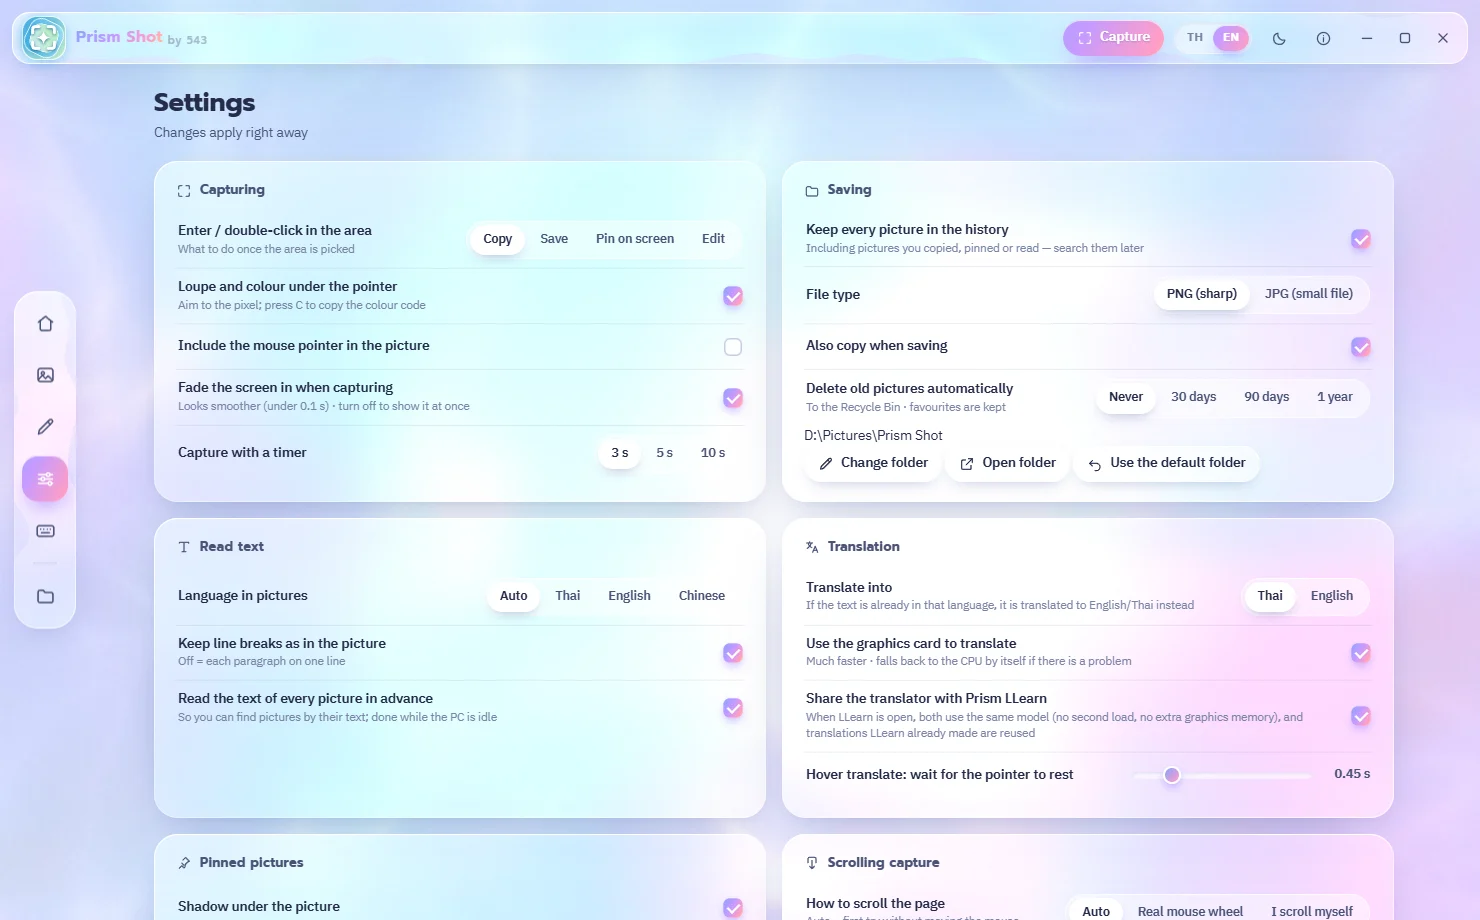 Prism Shot by 543
Capture
TH EN
Settings
Changes apply right away
Capturing
Enter / double-click in the area
What to do once the area is picked
Copy Save Pin on screen Edit
Loupe and colour under the pointer
Aim to the pixel; press C to copy the colour code
Include the mouse pointer in the picture
Fade the screen in when capturing
Looks smoother (under 0.1 s) · turn off to show it at once
Capture with a timer
3 s 5 s 10 s
Saving
Keep every picture in the history
Including pictures you copied, pinned or read — search them later
File type
PNG (sharp) JPG (small file)
Also copy when saving
Delete old pictures automatically
To the Recycle Bin · favourites are kept
Never 30 days 90 days 1 year
D:\Pictures\Prism Shot
Change folder Open folder Use the default folder
Read text
Language in pictures
Auto Thai English Chinese
Keep line breaks as in the picture
Off = each paragraph on one line
Read the text of every picture in advance
So you can find pictures by their text; done while the PC is idle
Translation
Translate into
If the text is already in that language, it is translated to English/Thai instead
Thai English
Use the graphics card to translate
Much faster · falls back to the CPU by itself if there is a problem
Share the translator with Prism LLearn
When LLearn is open, both use the same model (no second load, no extra graphics memory), and
translations LLearn already made are reused
Hover translate: wait for the pointer to rest
0.45 s
Pinned pictures
Shadow under the picture
Scrolling capture
How to scroll the page
Auto Real mouse wheel I scroll myself